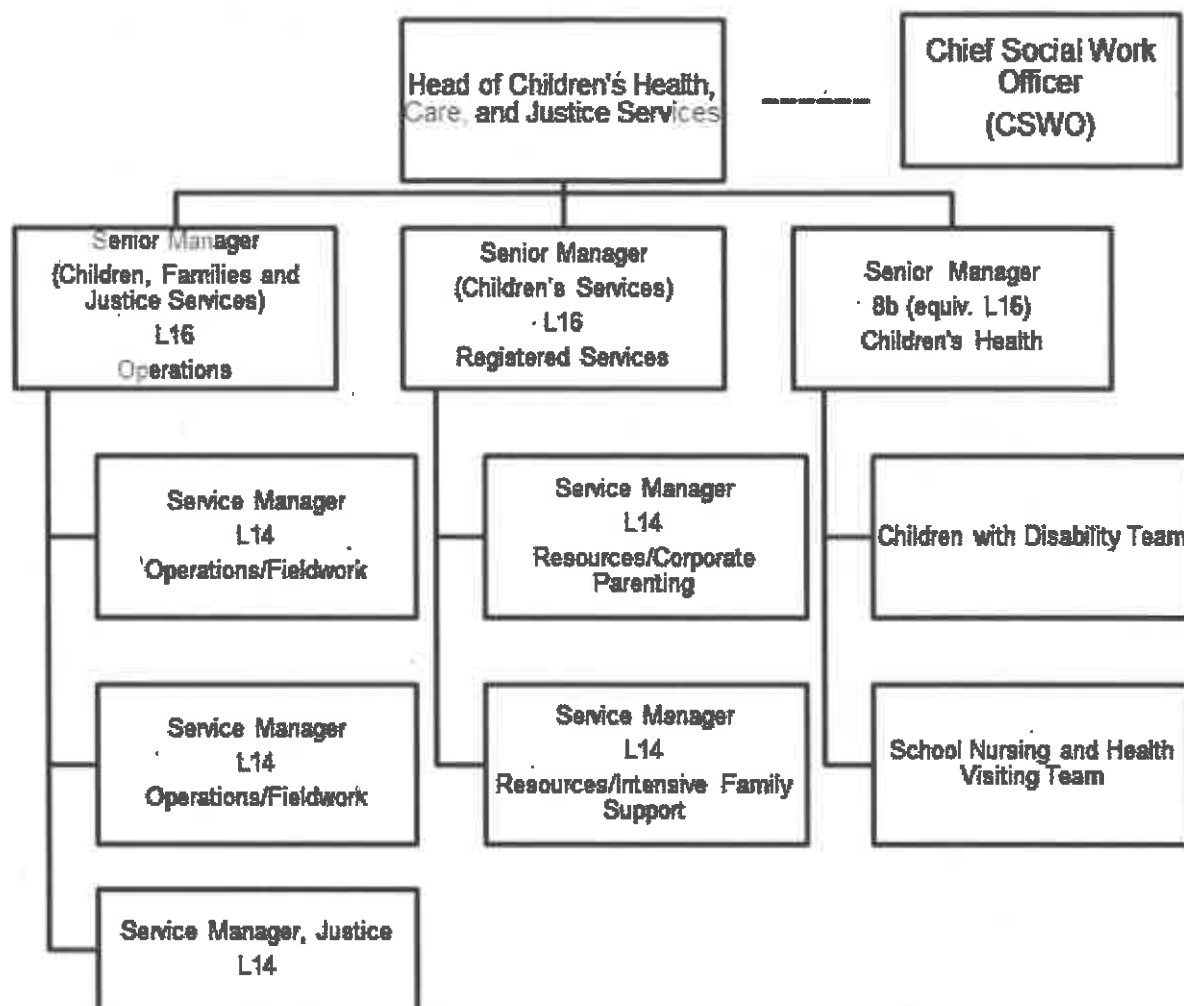 Head of Children's Health,
Care, and Justice Services
Chief Social Work
Officer
(CSWO)
Senior Manager
(Children, Families and
Justice Services)
L16
Operations
Senior Manager
(Children's Services)
L16
Registered Services
Senior Manager
8b (equiv. L16)
Children's Health
Service Manager
L14
Operations/Fieldwork
Service Manager
L14
Resources/Corporate
Parenting
Children with Disability Team
Service Manager
L14
Operations/Fieldwork
Service Manager
L14
Resources/Intensive Family
Support
School Nursing and Health
Visiting Team
Service Manager, Justice
L14